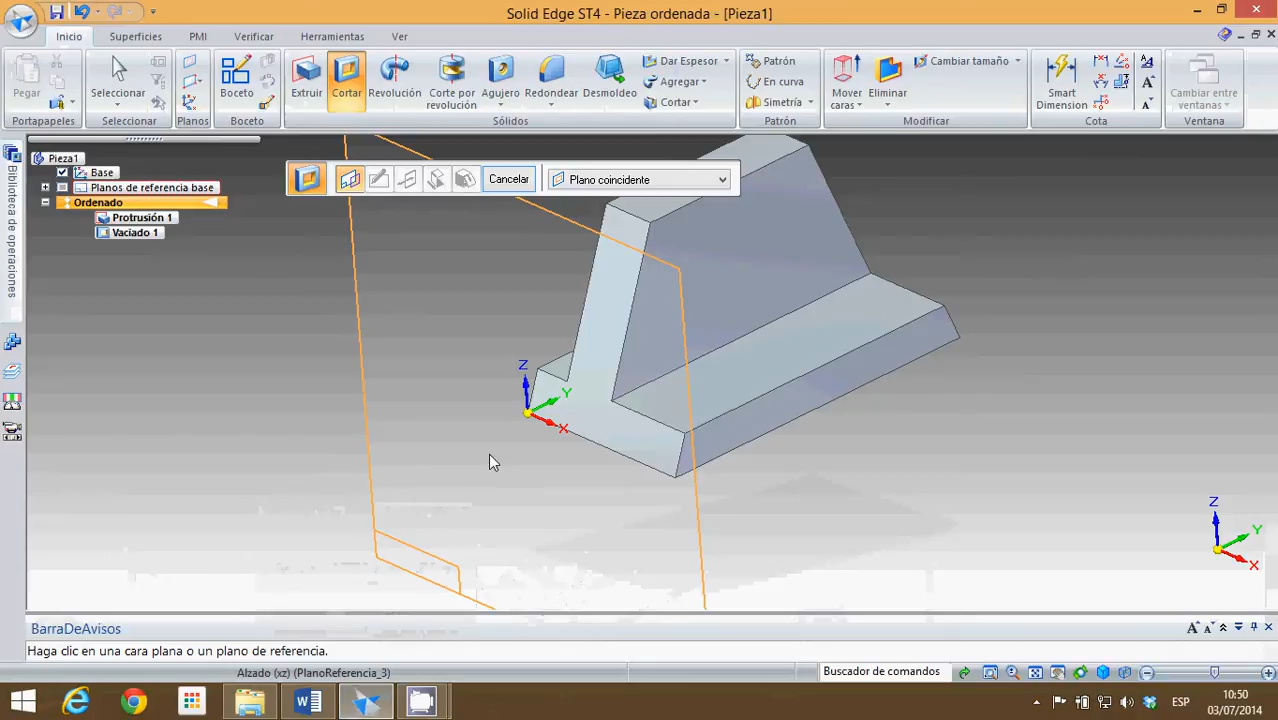 Solid Edge ST4 - Pieza ordenada - [Pieza1]
Inicio Superficies PMI Verificar Herramientas Ver
Pegar
Portapapeles
Seleccionar
Seleccionar
Planos
Boceto
Boceto
Extruir Cortar Revolución Corte por revolución Agujero Redondear Desmoldeo
Dar Espesor
Agregar
Cortar
Sólidos
Patrón
En curva
Simetría
Patrón
Mover caras Eliminar Cambiar tamaño
Modificar
Smart Dimension
Cota
Cambiar entre ventanas
Ventana
Biblioteca de operaciones
Pieza1
Base
Planos de referencia base
Ordenado
Protrusión 1
Vaciado 1
Cancelar Plano coincidente
Z
Y
X
Z
Y
X
BarraDeAvisos
Haga clic en una cara plana o un plano de referencia.
Alzado (xz) (PlanoReferencia_3) Buscador de comandos
ESP
10:50
03/07/2014